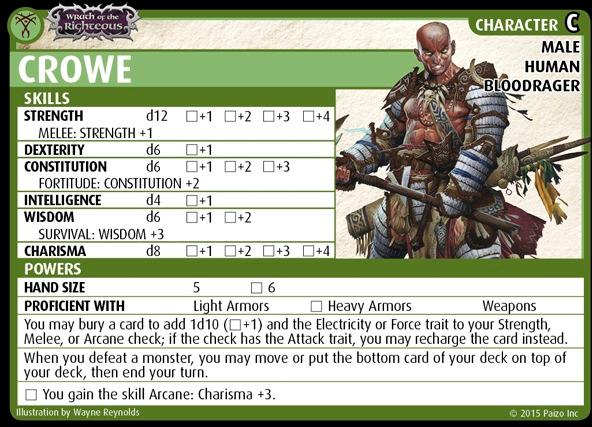 WRATH of the
RIGHTEOUS
CHARACTER C
CROWE
MALE
HUMAN
BLOODRAGER
SKILLS
STRENGTH d12 ☐+1 ☐+2 ☐+3 ☐+4
MELEE: STRENGTH +1
DEXTERITY d6 ☐+1
CONSTITUTION d6 ☐+1 ☐+2 ☐+3
FORTITUDE: CONSTITUTION +2
INTELLIGENCE d4 ☐+1
WISDOM d6 ☐+1 ☐+2
SURVIVAL: WISDOM +3
CHARISMA d8 ☐+1 ☐+2 ☐+3 ☐+4
POWERS
HAND SIZE 5 ☐ 6
PROFICIENT WITH Light Armors ☐ Heavy Armors Weapons
You may bury a card to add 1d10 (☐+1) and the Electricity or Force trait to your Strength,
Melee, or Arcane check; if the check has the Attack trait, you may recharge the card instead.
When you defeat a monster, you may move or put the bottom card of your deck on top of
your deck, then end your turn.
☐ You gain the skill Arcane: Charisma +3.
Illustration by Wayne Reynolds © 2015 Paizo Inc